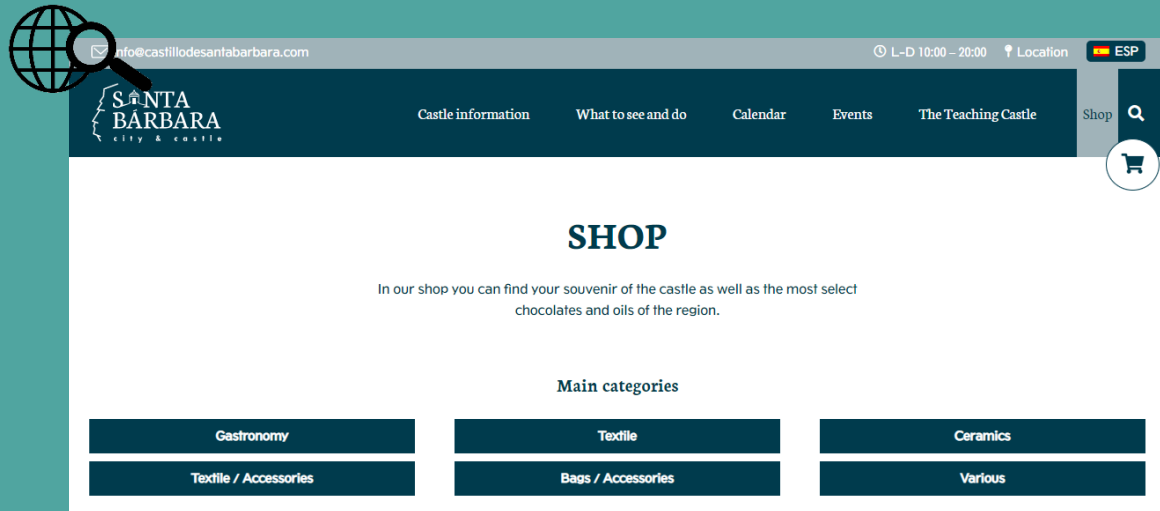 info@castillodesantabarbara.com
L-D 10:00 – 20:00 Location ESP
SANTA
BÁRBARA
city & castle
Castle information What to see and do Calendar Events The Teaching Castle Shop
SHOP
In our shop you can find your souvenir of the castle as well as the most select
chocolates and oils of the region.
Main categories
Gastronomy Textile Ceramics
Textile / Accessories Bags / Accessories Various